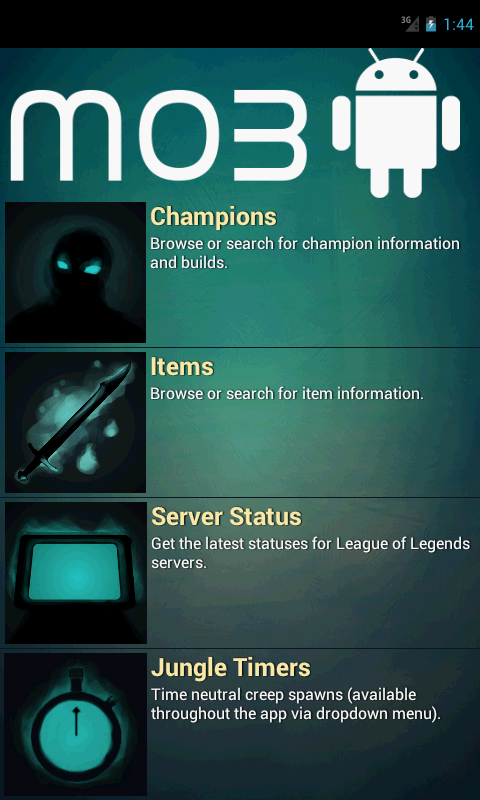 3G 1:44
MOB
Champions
Browse or search for champion information
and builds.
Items
Browse or search for item information.
Server Status
Get the latest statuses for League of Legends
servers.
Jungle Timers
Time neutral creep spawns (available
throughout the app via dropdown menu).